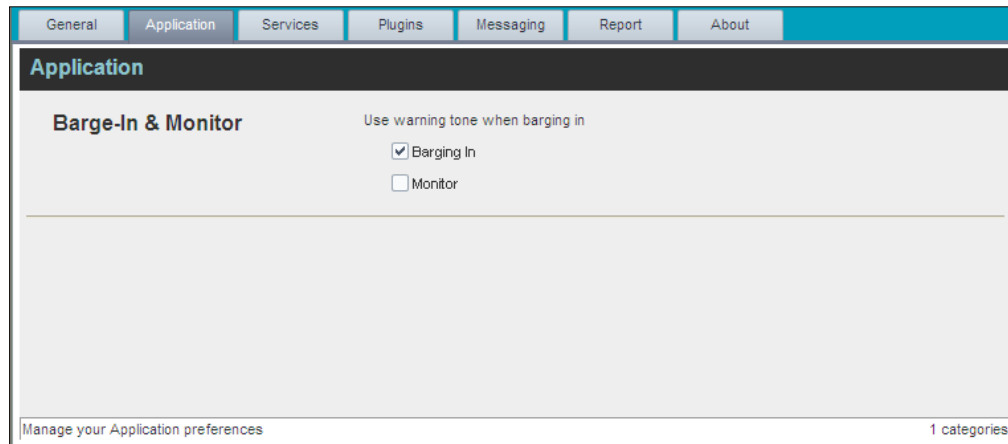 General Application Services Plugins Messaging Report About
Application
Barge-In & Monitor Use warning tone when barging in
Barging In
Monitor
Manage your Application preferences 1 categories